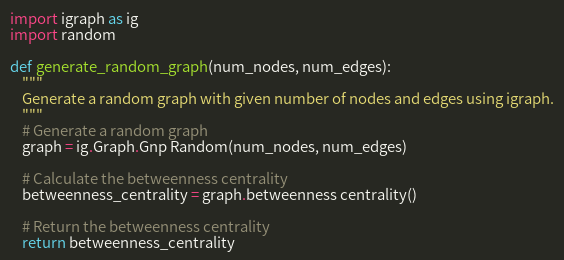 import igraph as ig
import random
def generate_random_graph(num_nodes, num_edges):
"""
Generate a random graph with given number of nodes and edges using igraph.
"""
# Generate a random graph
graph = ig.Graph.Gnp Random(num_nodes, num_edges)
# Calculate the betweenness centrality
betweenness_centrality = graph.betweenness centrality()
# Return the betweenness centrality
return betweenness_centrality